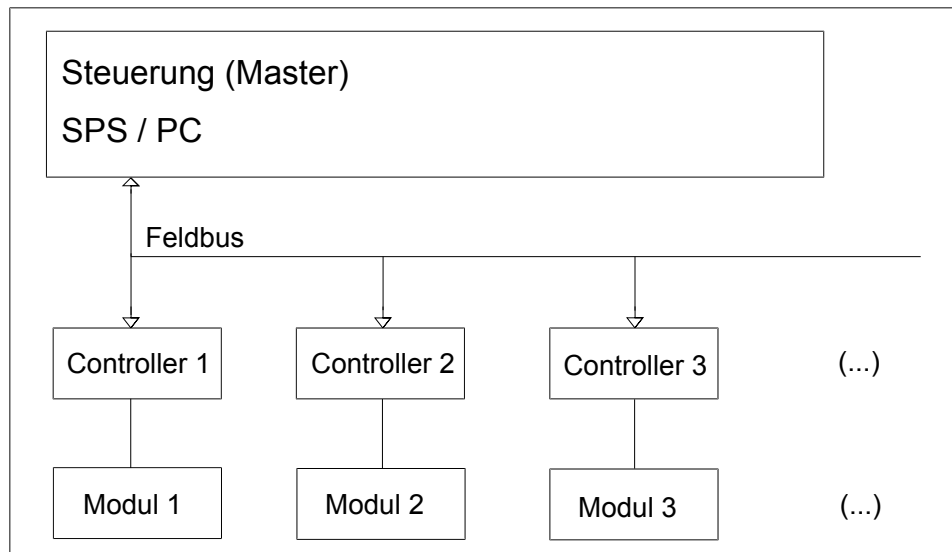 Steuerung (Master)
SPS / PC
Feldbus
Controller 1
Controller 2
Controller 3
(...)
Modul 1
Modul 2
Modul 3
(...)